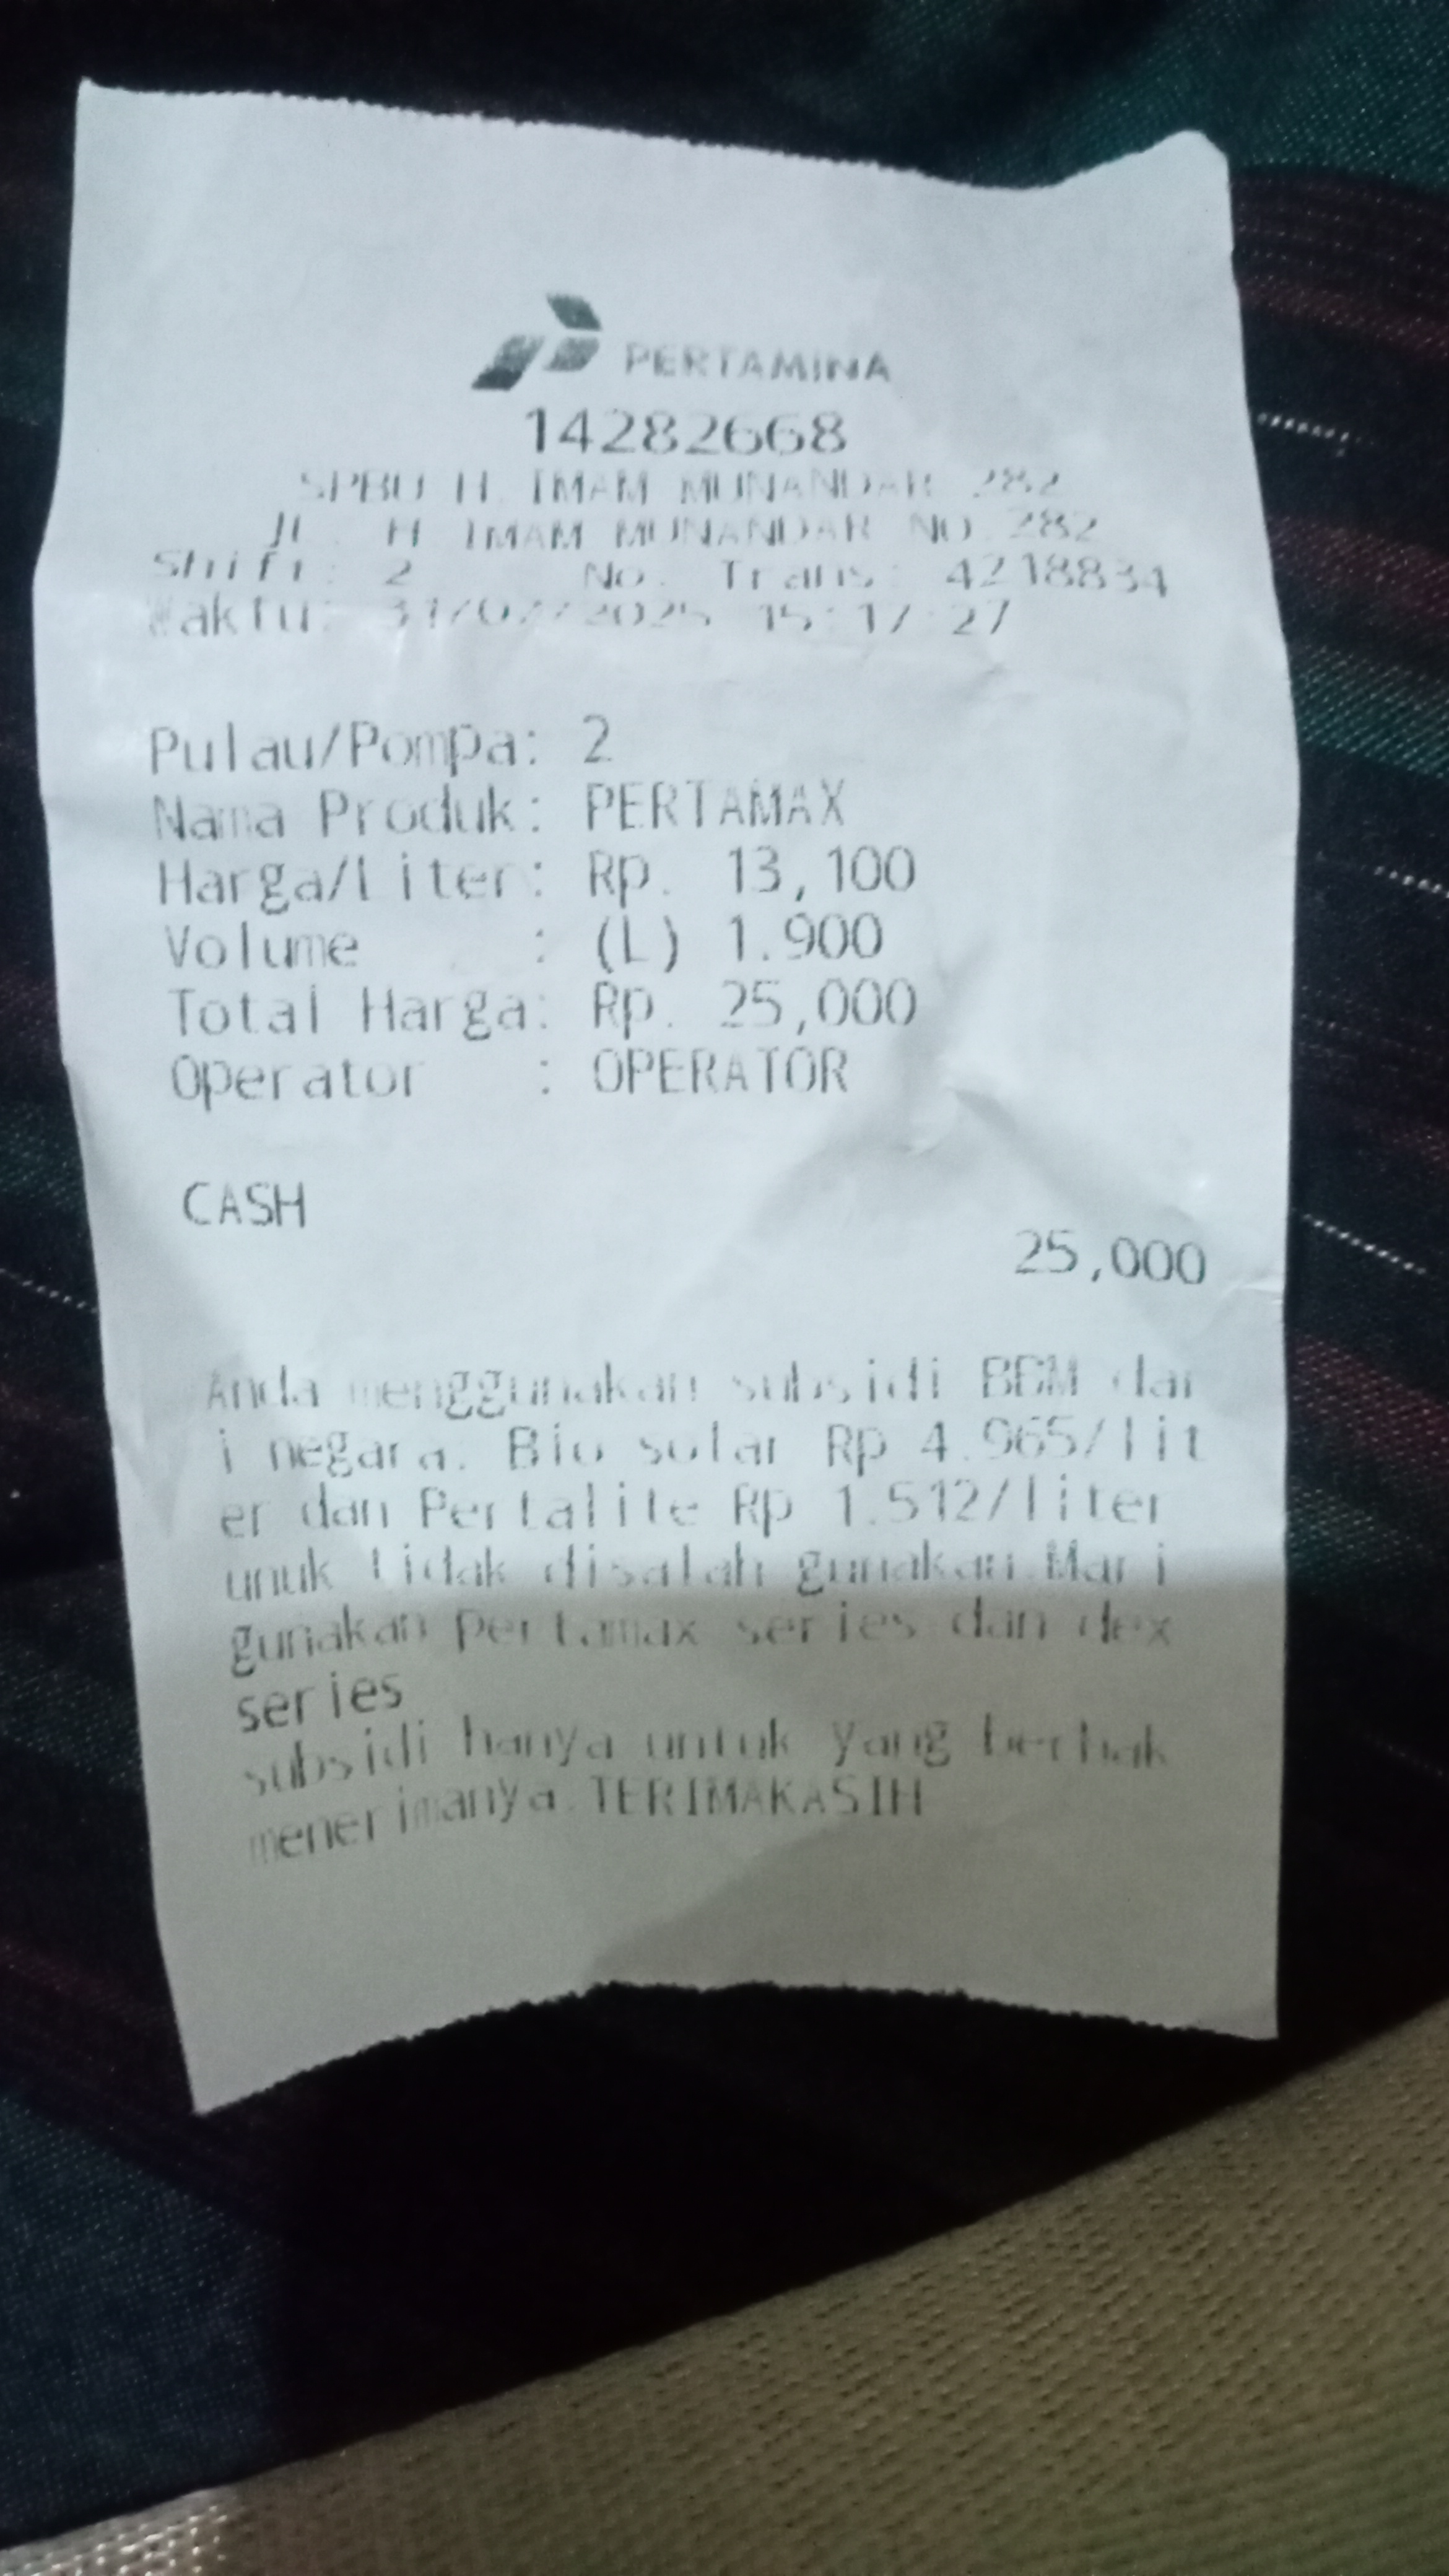 PERTAMINA
14282668
SPBU H. IMAM MUNANDAR 282
JL. H IMAM MUNANDAR NO 282
Shift: 2 No. Trans: 4218834
Waktu: 31/07/2025 15:17:27
Pulau/Pompa: 2
Nama Produk: PERTAMAX
Harga/Liter: Rp. 13,100
Volume : (L) 1.900
Total Harga: Rp. 25,000
Operator : OPERATOR
CASH
25,000
Anda menggunakan subsidi BBM dar
i negara. Bio solar Rp 4.965/lit
er dan Pertalite Rp 1.512/liter
unuk tidak disalah gunakan.Mari
gunakan pertamax series dan dex
series
subsidi hanya untuk yang berhak
menerimanya.TERIMAKASIH